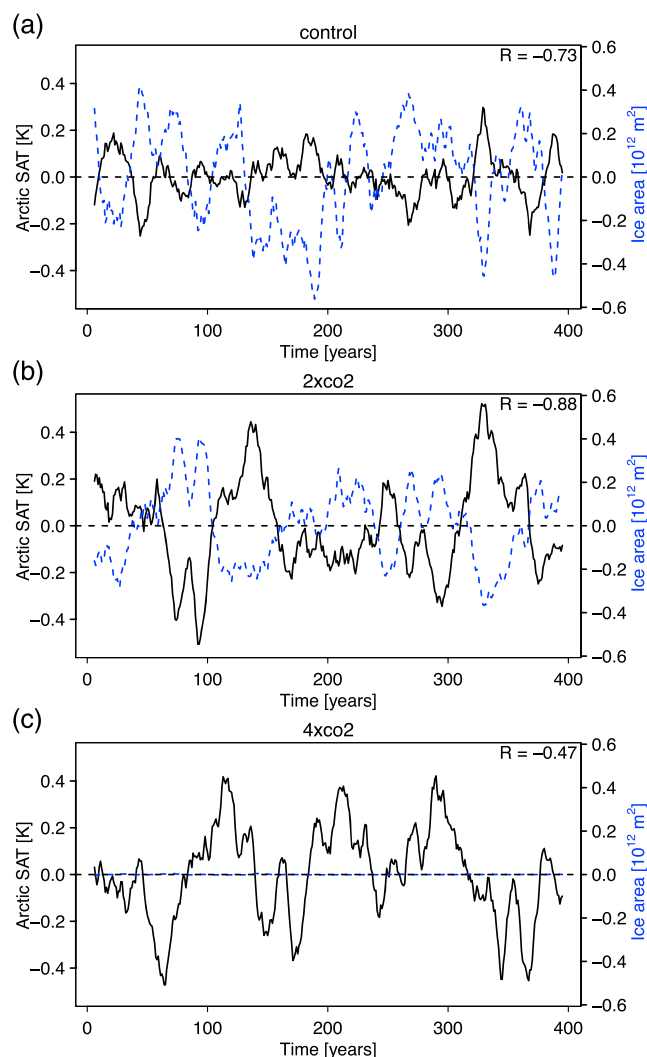 (a)
control
R = −0.73
Arctic SAT [K]
0.4
0.2
0.0
−0.2
−0.4
0.6
0.4
0.2
0.0
−0.2
−0.4
−0.6
Ice area [10¹² m²]
0 100 200 300 400
Time [years]
(b)
2xco2
R = −0.88
Arctic SAT [K]
0.4
0.2
0.0
−0.2
−0.4
0.6
0.4
0.2
0.0
−0.2
−0.4
−0.6
Ice area [10¹² m²]
0 100 200 300 400
Time [years]
(c)
4xco2
R = −0.47
Arctic SAT [K]
0.4
0.2
0.0
−0.2
−0.4
0.6
0.4
0.2
0.0
−0.2
−0.4
−0.6
Ice area [10¹² m²]
0 100 200 300 400
Time [years]